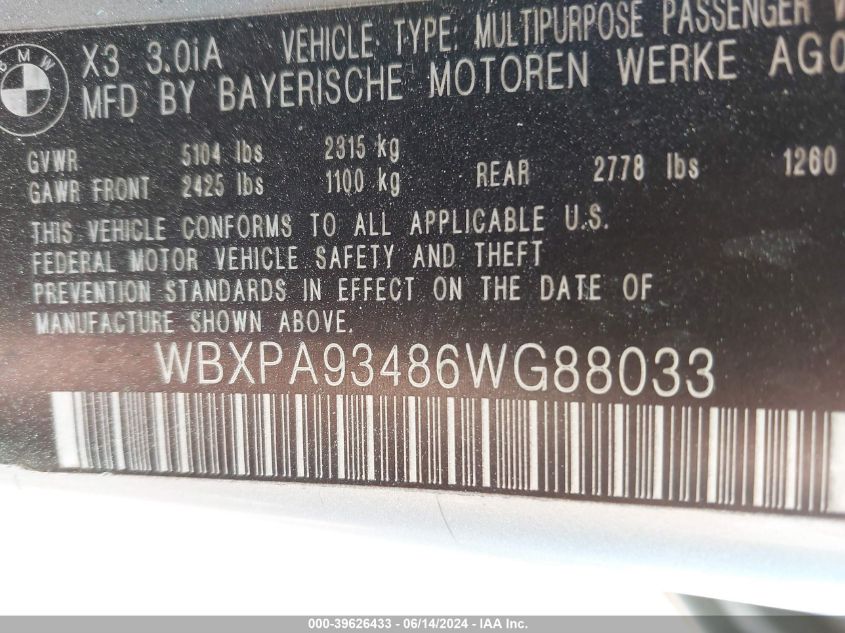 BMW
X3 3.0iA VEHICLE TYPE: MULTIPURPOSE PASSENGER
MFD BY BAYERISCHE MOTOREN WERKE AG
GVWR 5104 lbs 2315 kg
GAWR FRONT 2425 lbs 1100 kg REAR 2778 lbs 1260
THIS VEHICLE CONFORMS TO ALL APPLICABLE U.S.
FEDERAL MOTOR VEHICLE SAFETY AND THEFT
PREVENTION STANDARDS IN EFFECT ON THE DATE OF
MANUFACTURE SHOWN ABOVE.
WBXPA93486WG88033
000-39626433 - 06/14/2024 - IAA Inc.